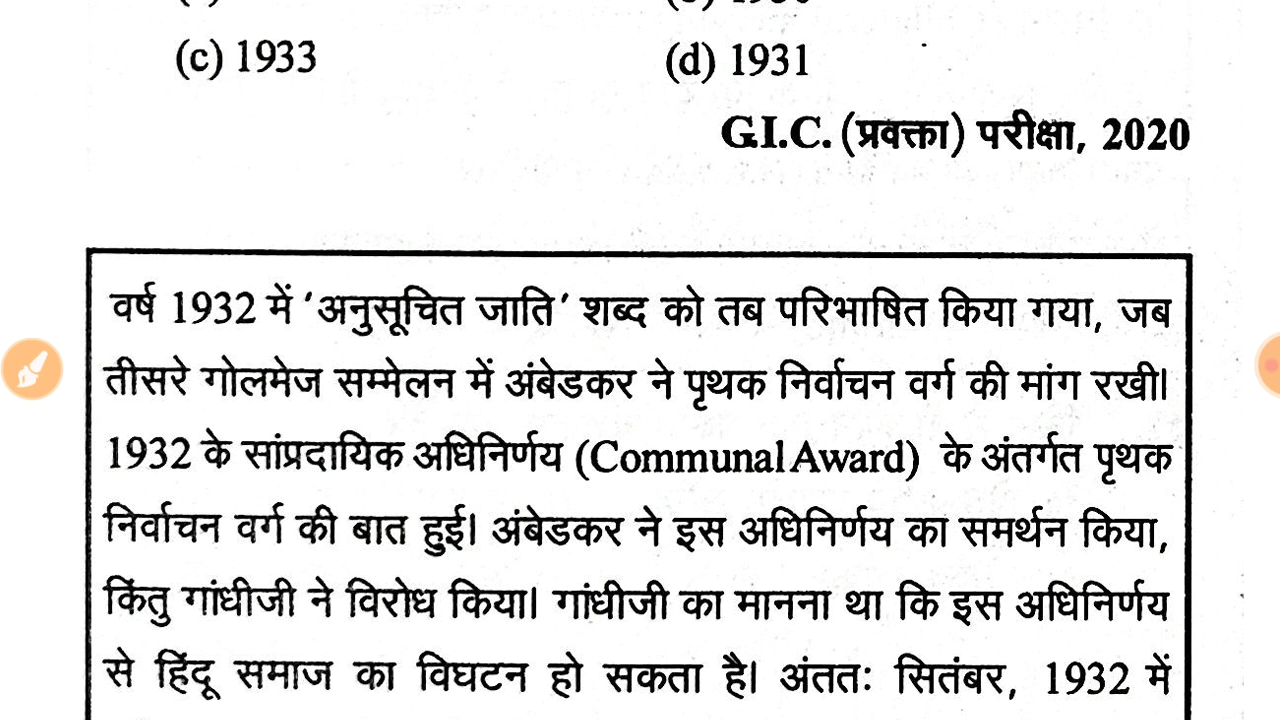 (c) 1933 (d) 1931
G.I.C. (प्रवक्ता) परीक्षा, 2020
वर्ष 1932 में 'अनुसूचित जाति' शब्द को तब परिभाषित किया गया, जब
तीसरे गोलमेज सम्मेलन में अंबेडकर ने पृथक निर्वाचन वर्ग की मांग रखी।
1932 के सांप्रदायिक अधिनिर्णय (Communal Award) के अंतर्गत पृथक
निर्वाचन वर्ग की बात हुई। अंबेडकर ने इस अधिनिर्णय का समर्थन किया,
किंतु गांधीजी ने विरोध किया। गांधीजी का मानना था कि इस अधिनिर्णय
से हिंदू समाज का विघटन हो सकता है। अंततः सितंबर, 1932 में